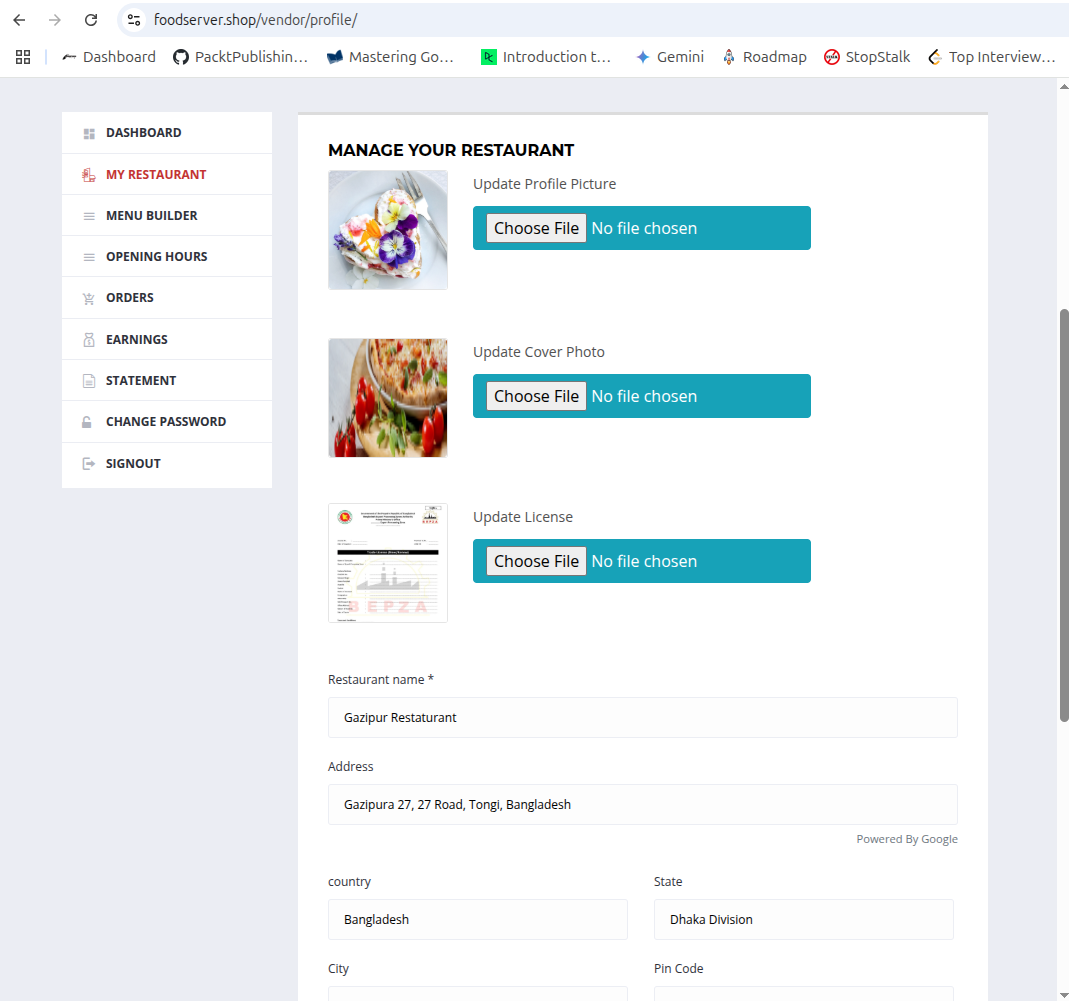 foodserver.shop/vendor/profile/
Dashboard PacktPublishin... Mastering Go... Introduction t... Gemini Roadmap StopStalk Top Interview...
DASHBOARD
MY RESTAURANT
MENU BUILDER
OPENING HOURS
ORDERS
EARNINGS
STATEMENT
CHANGE PASSWORD
SIGNOUT
MANAGE YOUR RESTAURANT
Update Profile Picture
Choose File No file chosen
Update Cover Photo
Choose File No file chosen
BEPZA
Update License
Choose File No file chosen
Restaurant name *
Gazipur Restaturant
Address
Gazipura 27, 27 Road, Tongi, Bangladesh
Powered By Google
country State
Bangladesh Dhaka Division
City Pin Code